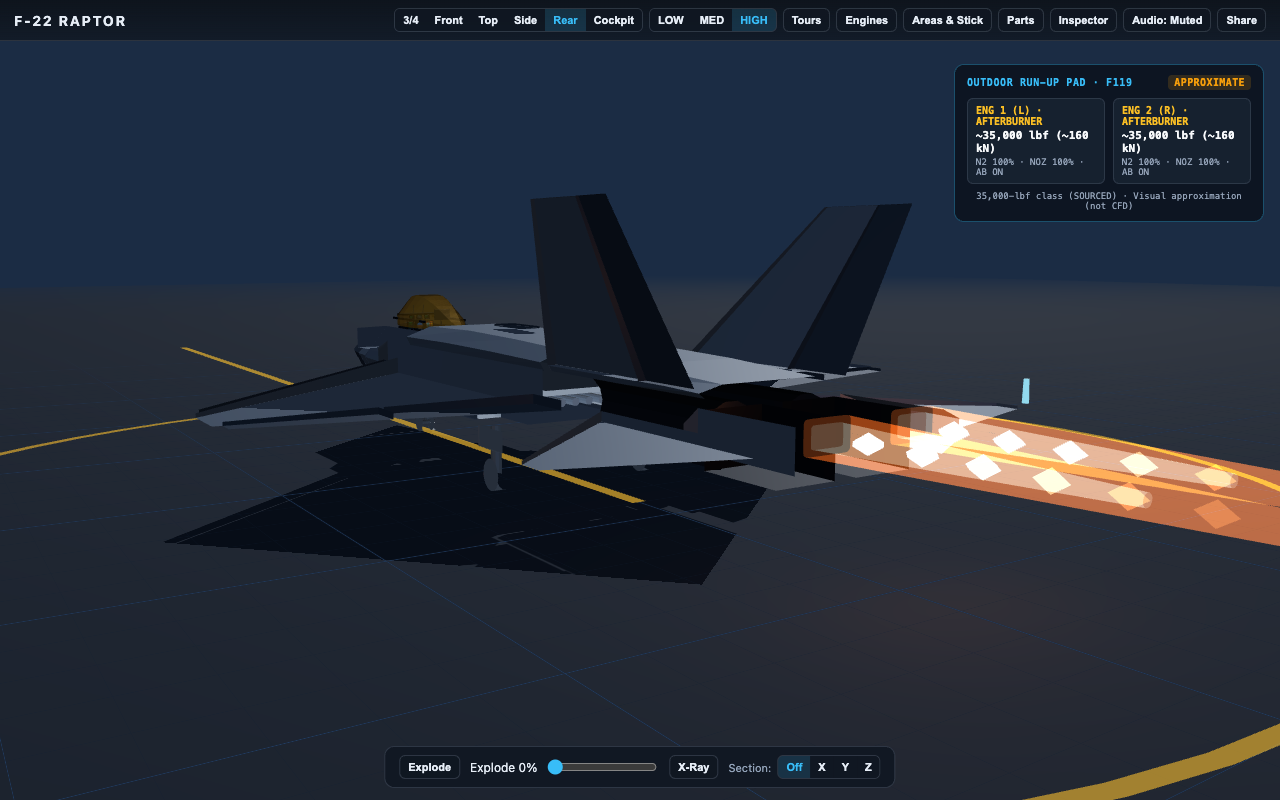 F-22 RAPTOR
3/4 Front Top Side Rear Cockpit LOW MED HIGH Tours Engines Areas & Stick Parts Inspector Audio: Muted Share
OUTDOOR RUN-UP PAD · F119 APPROXIMATE
ENG 1 (L) ·
AFTERBURNER
~35,000 lbf (~160
kN)
N2 100% · NOZ 100% ·
AB ON
ENG 2 (R) ·
AFTERBURNER
~35,000 lbf (~160
kN)
N2 100% · NOZ 100% ·
AB ON
35,000-lbf class (SOURCED) · Visual approximation
(not CFD)
Explode Explode 0% X-Ray Section: Off X Y Z